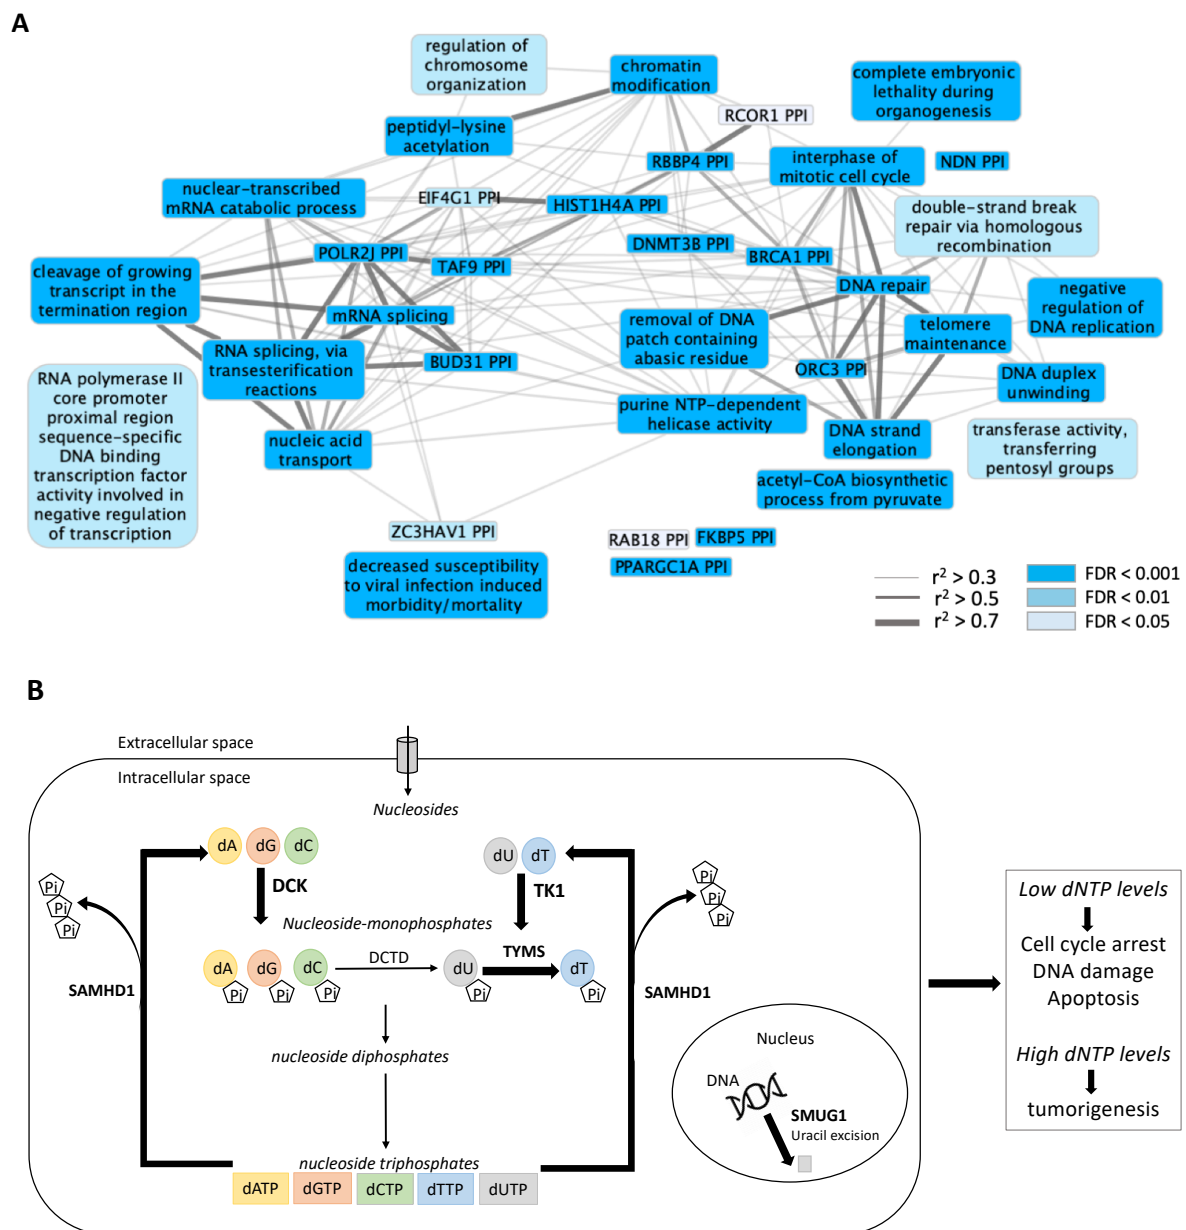 A
regulation of
chromosome
organization
chromatin
modification
complete embryonic
lethality during
organogenesis
RCOR1 PPI
peptidyl-lysine
acetylation
RBBP4 PPI
interphase of
mitotic cell cycle
NDN PPI
nuclear-transcribed
mRNA catabolic process
EIF4G1 PPI
HIST1H4A PPI
double-strand break
repair via homologous
recombination
DNMT3B PPI
BRCA1 PPI
POLR2J PPI
TAF9 PPI
cleavage of growing
transcript in the
termination region
DNA repair
negative
regulation of
DNA replication
mRNA splicing
removal of DNA
patch containing
abasic residue
telomere
maintenance
RNA splicing, via
transesterification
reactions
BUD31 PPI
ORC3 PPI
DNA duplex
unwinding
RNA polymerase II
core promoter
proximal region
sequence-specific
DNA binding
transcription factor
activity involved in
negative regulation
of transcription
purine NTP-dependent
helicase activity
nucleic acid
transport
DNA strand
elongation
transferase activity,
transferring
pentosyl groups
acetyl-CoA biosynthetic
process from pyruvate
ZC3HAV1 PPI
RAB18 PPI
FKBP5 PPI
decreased susceptibility
to viral infection induced
morbidity/mortality
PPARGC1A PPI
r² > 0.3
r² > 0.5
r² > 0.7
FDR < 0.001
FDR < 0.01
FDR < 0.05
B
Extracellular space
Intracellular space
Nucleosides
dA
dG
dC
dU
dT
DCK
TK1
Pi
Pi
Pi
Pi
Pi
Pi
Nucleoside-monophosphates
dA
dG
dC
DCTD
dU
TYMS
dT
Pi
Pi
Pi
Pi
Pi
SAMHD1
SAMHD1
nucleoside diphosphates
nucleoside triphosphates
dATP
dGTP
dCTP
dTTP
dUTP
Nucleus
DNA
SMUG1
Uracil excision
Low dNTP levels
Cell cycle arrest
DNA damage
Apoptosis
High dNTP levels
tumorigenesis